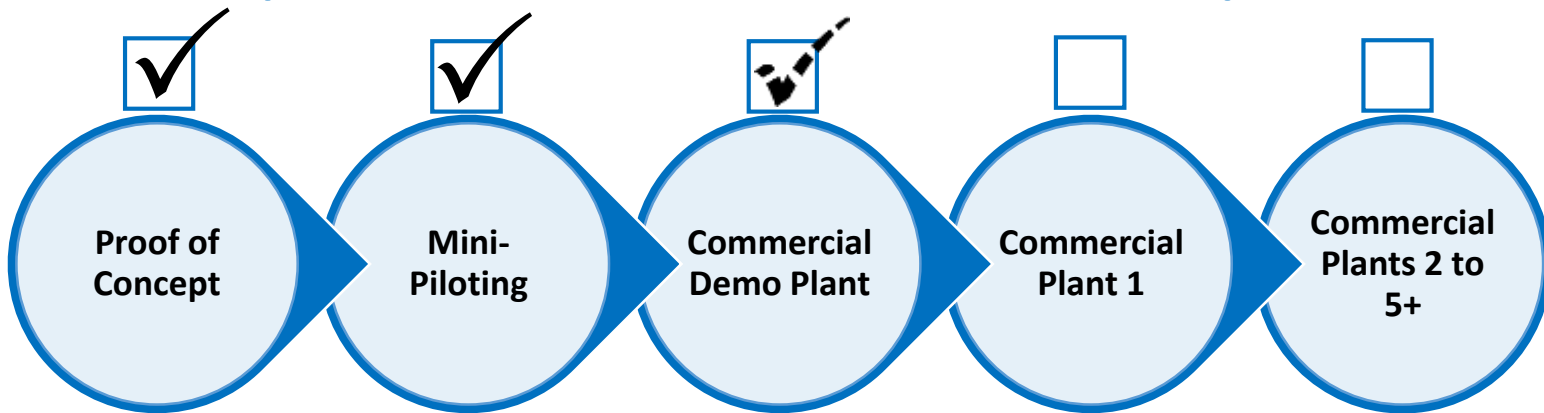 Proof of
Concept
Mini-
Piloting
Commercial
Demo Plant
Commercial
Plant 1
Commercial
Plants 2 to
5+